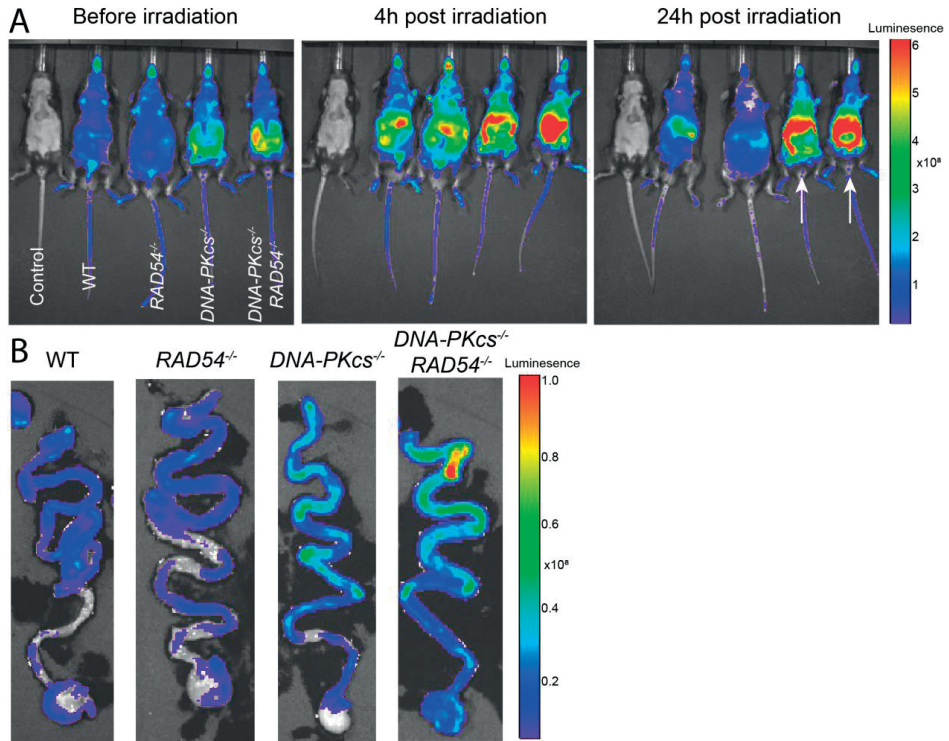 A
Before irradiation
4h post irradiation
24h post irradiation
Luminesence
6
5
4
x10⁸
3
2
1
Control
WT
RAD54-/-
DNA-PKcs-/-
DNA-PKcs-/-
RAD54-/-
B
WT
RAD54-/-
DNA-PKcs-/-
DNA-PKcs-/-
RAD54-/-
Luminesence
1.0
0.8
0.6
x10⁸
0.4
0.2